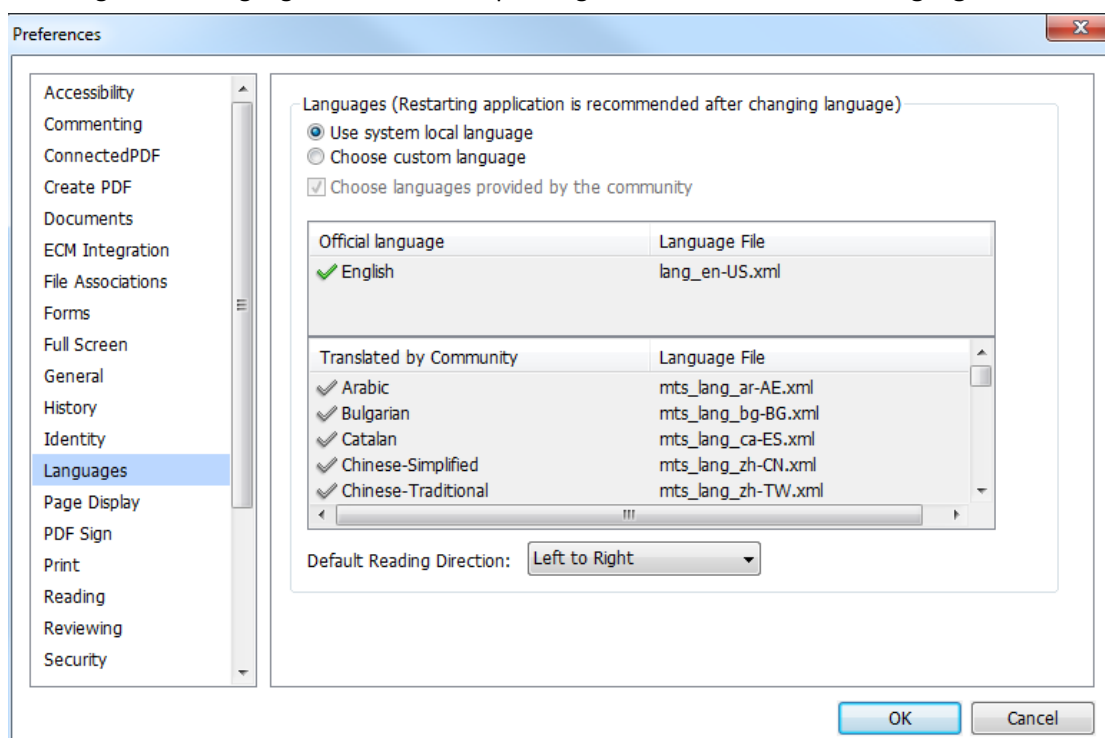 Preferences
x
Accessibility
Commenting
ConnectedPDF
Create PDF
Documents
ECM Integration
File Associations
Forms
Full Screen
General
History
Identity
Languages
Page Display
PDF Sign
Print
Reading
Reviewing
Security
Languages (Restarting application is recommended after changing language)
Use system local language
Choose custom language
Choose languages provided by the community
Official language Language File
English lang_en-US.xml
Translated by Community Language File
Arabic mts_lang_ar-AE.xml
Bulgarian mts_lang_bg-BG.xml
Catalan mts_lang_ca-ES.xml
Chinese-Simplified mts_lang_zh-CN.xml
Chinese-Traditional mts_lang_zh-TW.xml
Default Reading Direction: Left to Right
OK Cancel